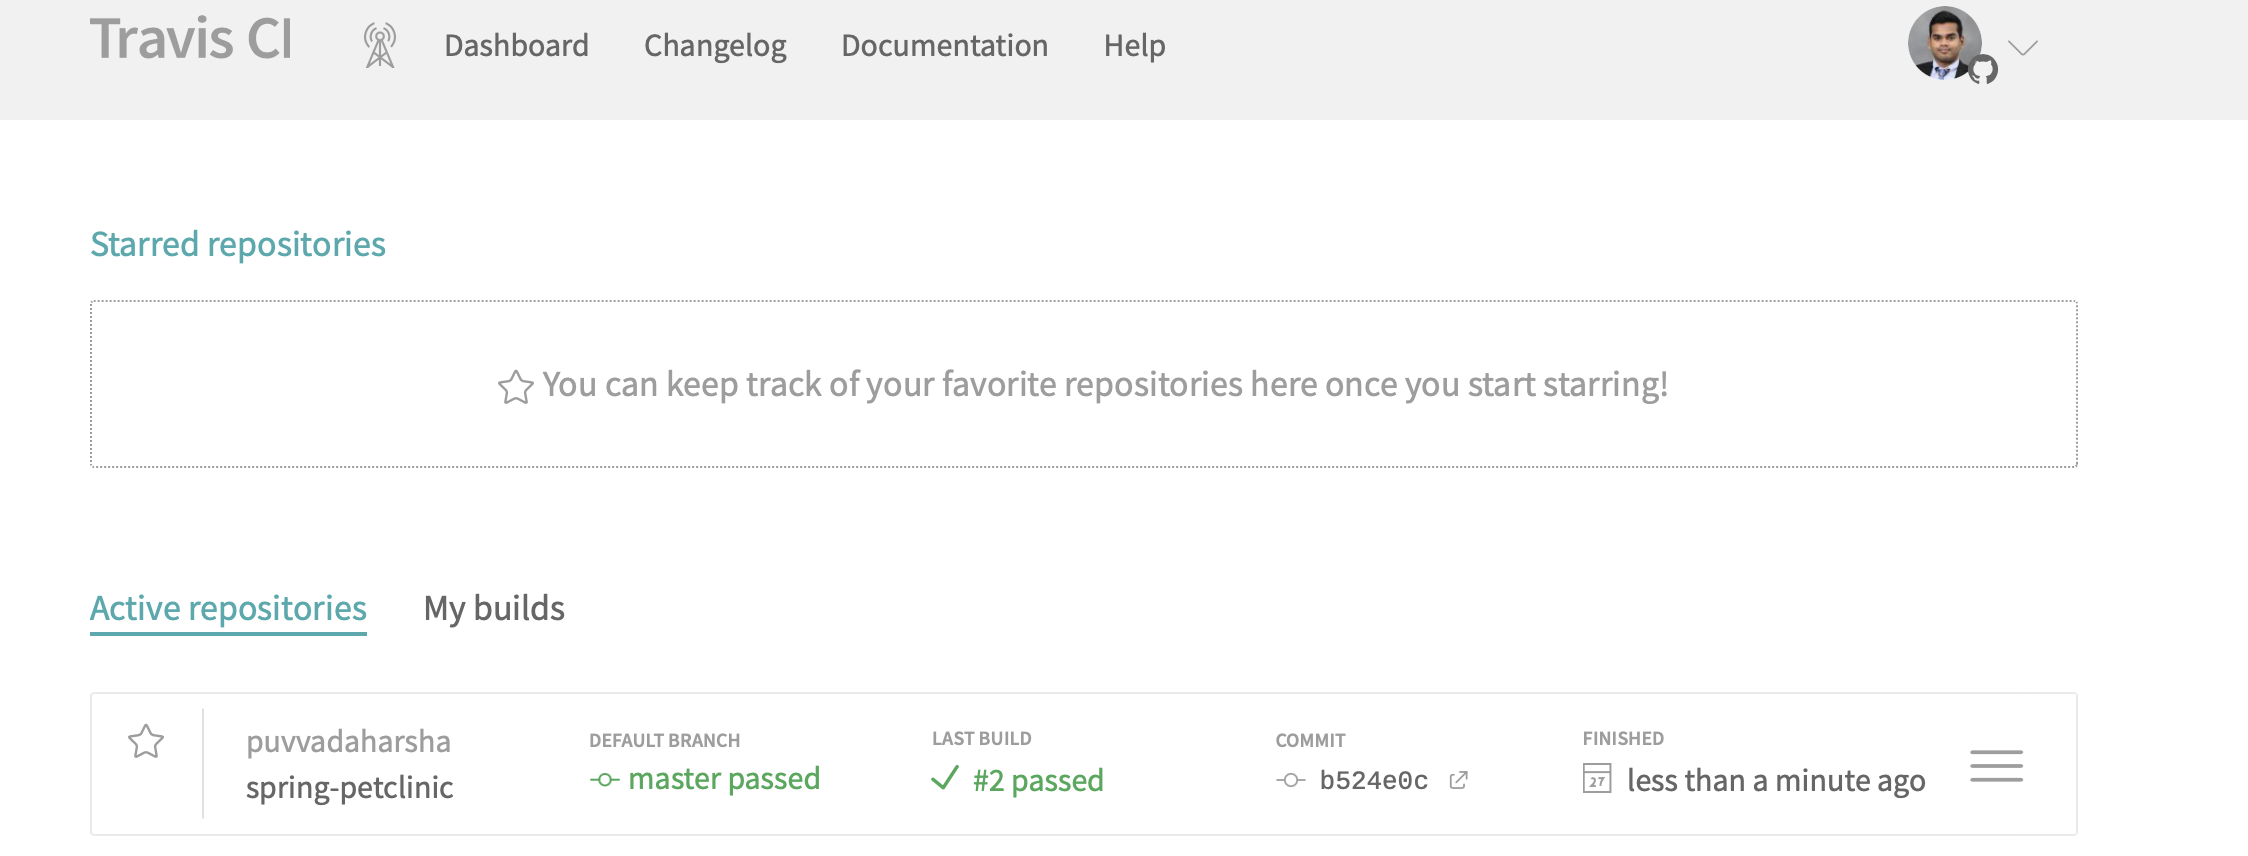 Travis CI
Dashboard
Changelog
Documentation
Help
Starred repositories
You can keep track of your favorite repositories here once you start starring!
Active repositories
My builds
puvvadaharsha
spring-petclinic
DEFAULT BRANCH
master passed
LAST BUILD
#2 passed
COMMIT
b524e0c
FINISHED
27
less than a minute ago